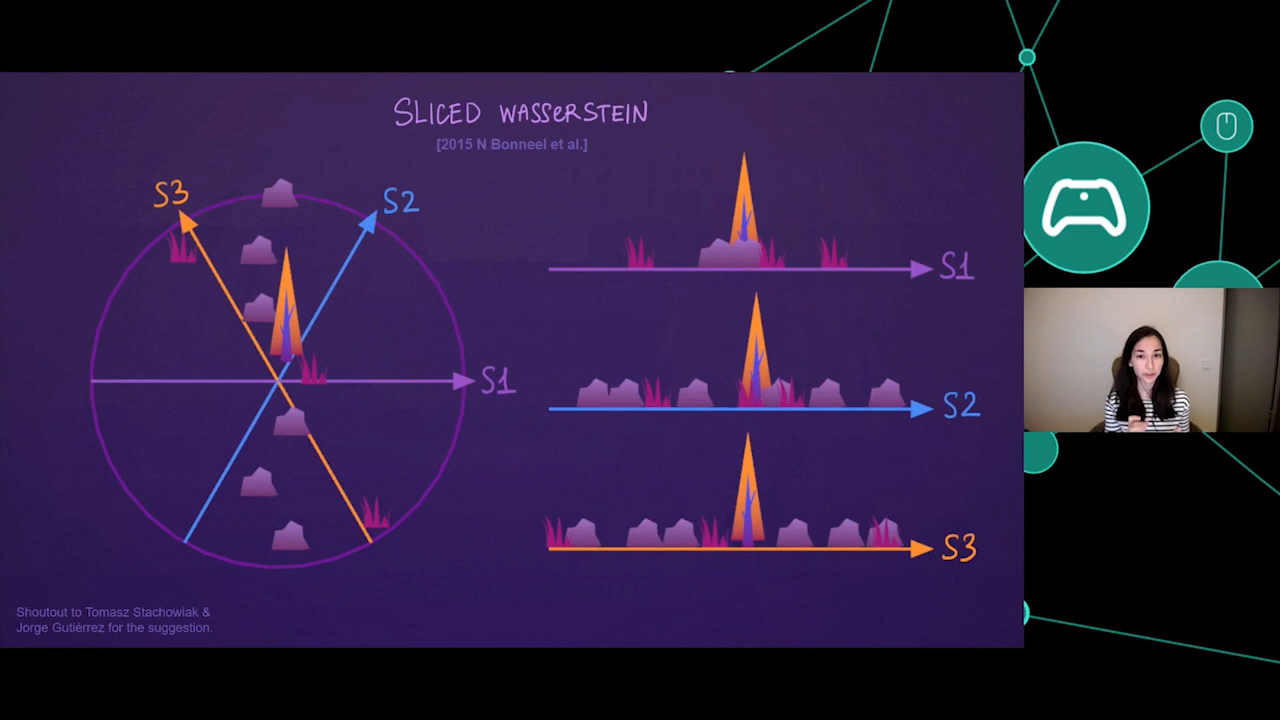 SLICED WASSERSTEIN
[2015 N Bonneel et al.]
S3
S2
S1
S1
S2
S3
Shoutout to Tomasz Stachowiak &
Jorge Gutiérrez for the suggestion.